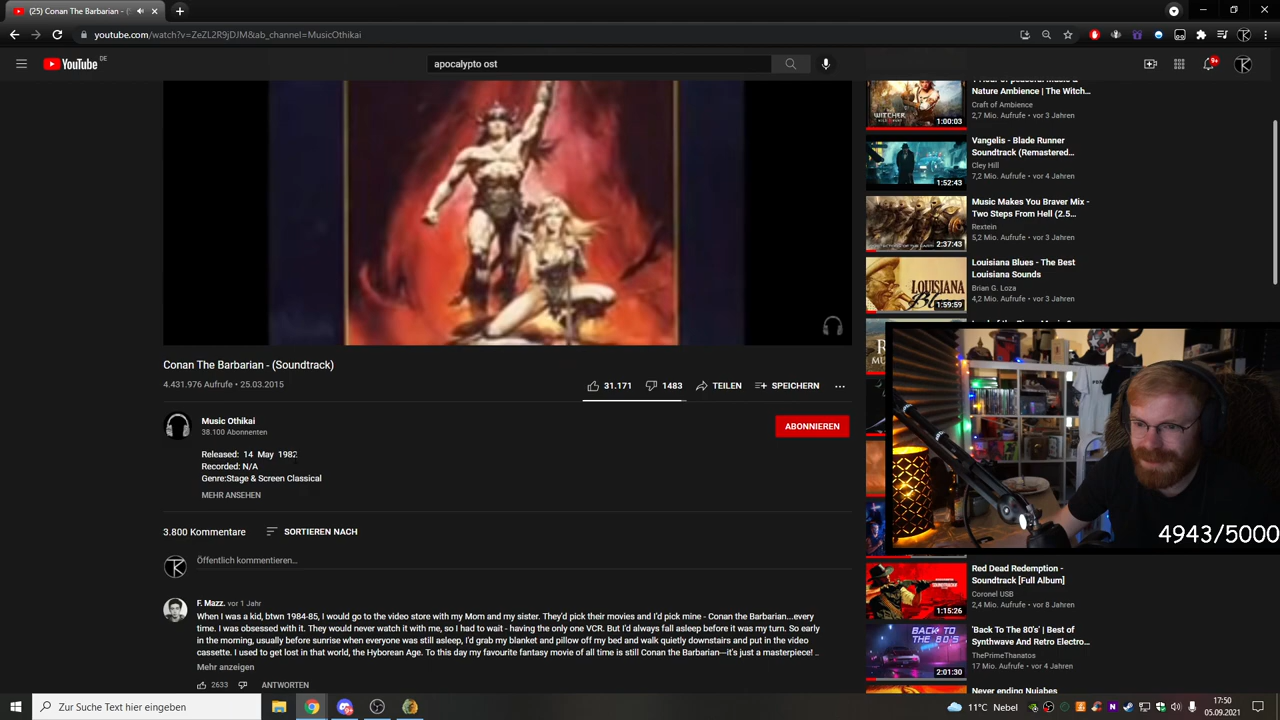 (25) Conan The Barbarian - (
youtube.com/watch?v=ZeZL2R9jDJM&ab_channel=MusicOthikai
YouTube DE
apocalypto ost
9+
Nature Ambience | The Witch…
Craft of Ambience
2,7 Mio. Aufrufe • vor 3 Jahren
WITCHER
1:00:03
Vangelis - Blade Runner
Soundtrack (Remastered…
Cley Hill
7,2 Mio. Aufrufe • vor 4 Jahren
1:52:43
Music Makes You Braver Mix -
Two Steps From Hell (2.5…
Rextein
5,2 Mio. Aufrufe • vor 3 Jahren
2:37:43
Louisiana Blues - The Best
Louisiana Sounds
Brian G. Loza
4,2 Mio. Aufrufe • vor 3 Jahren
LOUISIANA
Blues
1:59:59
Conan The Barbarian - (Soundtrack)
4.431.976 Aufrufe • 25.03.2015
31.171
1483
TEILEN
SPEICHERN
Music Othikai
38.100 Abonnenten
ABONNIEREN
Released: 14 May 1982
Recorded: N/A
Genre:Stage & Screen Classical
MEHR ANSEHEN
3.800 Kommentare
SORTIEREN NACH
Öffentlich kommentieren...
F. Mazz. vor 1 Jahr
When I was a kid, btwn 1984-85, I would go to the video store with my Mom and my sister. They'd pick their movies and I'd pick mine - Conan the Barbarian...every
time. I was obsessed with it. They would never watch it with me, so I had to wait - having the only one VCR. But I'd always fall asleep before it was my turn. So early
in the morning, usually before sunrise when everyone was still asleep, I'd grab my blanket and pillow off my bed and walk quietly downstairs and put in the video
cassette. I used to get lost in that world, the Hyborean Age. To this day my favourite fantasy movie of all time is still Conan the Barbarian---it's just a masterpiece! ..
Mehr anzeigen
2633
ANTWORTEN
4943/5000
Red Dead Redemption -
Soundtrack [Full Album]
Coronel USB
2,4 Mio. Aufrufe • vor 8 Jahren
1:15:26
'Back To The 80's' | Best of
Synthwave And Retro Electro…
ThePrimeThanatos
17 Mio. Aufrufe • vor 4 Jahren
BACK TO
THE 80'S
2:01:30
Never ending Nujabes
Zur Suche Text hier eingeben
11°C Nebel
17:50
05.09.2021